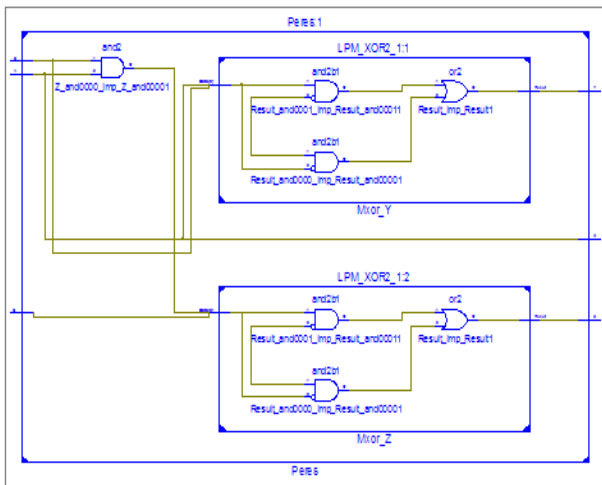 Peres:1
and2
Z_and0000_imp_Z_and00001
LPM_XOR2_1:1
and2b1
or2
Result_and0001_imp_Result_and00011
Result_imp_Result1
and2b1
Result_and0000_imp_Result_and00001
Mxor_Y
LPM_XOR2_1:2
and2b1
or2
Result_and0001_imp_Result_and00011
Result_imp_Result1
and2b1
Result_and0000_imp_Result_and00001
Mxor_Z
Peres